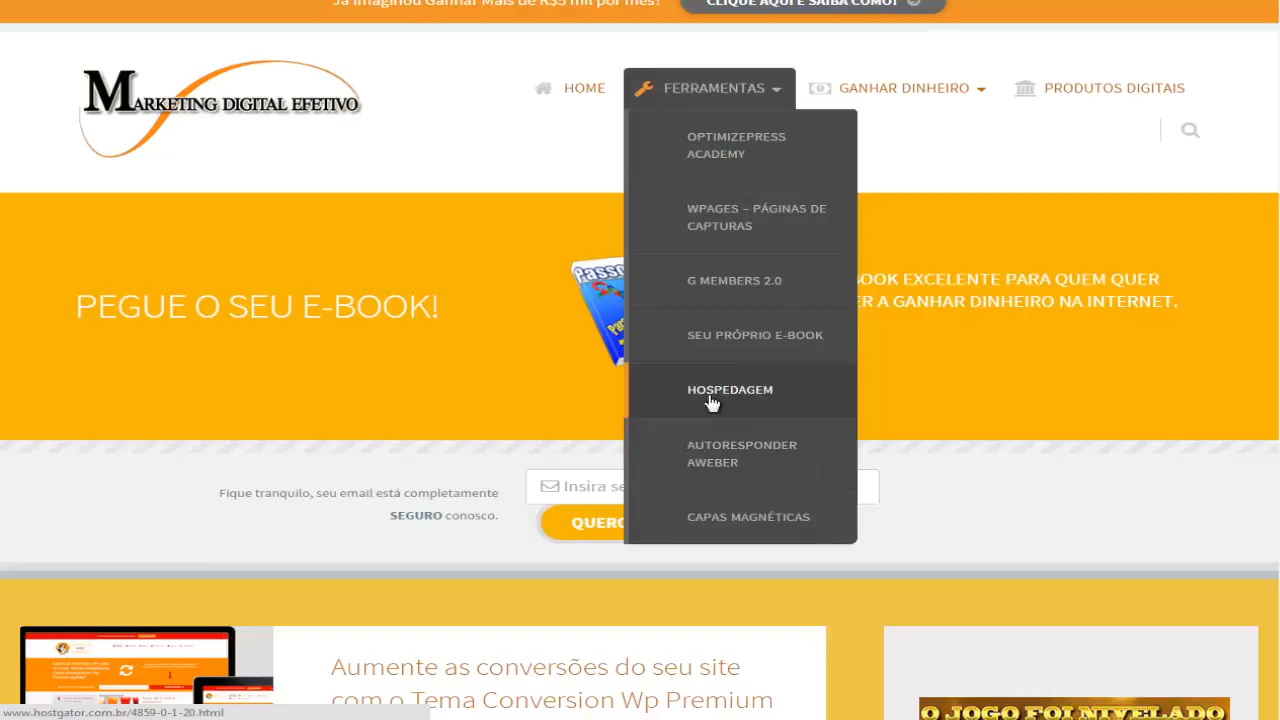 Já Imaginou Ganhar Mais de R$5 mil por mês?
CLIQUE AQUI E SAIBA COMO!
MARKETING DIGITAL EFETIVO
HOME
FERRAMENTAS
GANHAR DINHEIRO
PRODUTOS DIGITAIS
OPTIMIZEPRESS
ACADEMY
WPAGES – PÁGINAS DE
CAPTURAS
G MEMBERS 2.0
SEU PRÓPRIO E-BOOK
HOSPEDAGEM
AUTORESPONDER
AWEBER
CAPAS MAGNÉTICAS
PEGUE O SEU E-BOOK!
Passo
BOOK EXCELENTE PARA QUEM QUER
ER A GANHAR DINHEIRO NA INTERNET.
Fique tranquilo, seu email está completamente
SEGURO conosco.
Insira se
QUERO
Aumente as conversões do seu site
com o Tema Conversion Wp Premium
O JOGO FOI NIVELADO
www.hostgator.com.br/4859-0-1-20.html